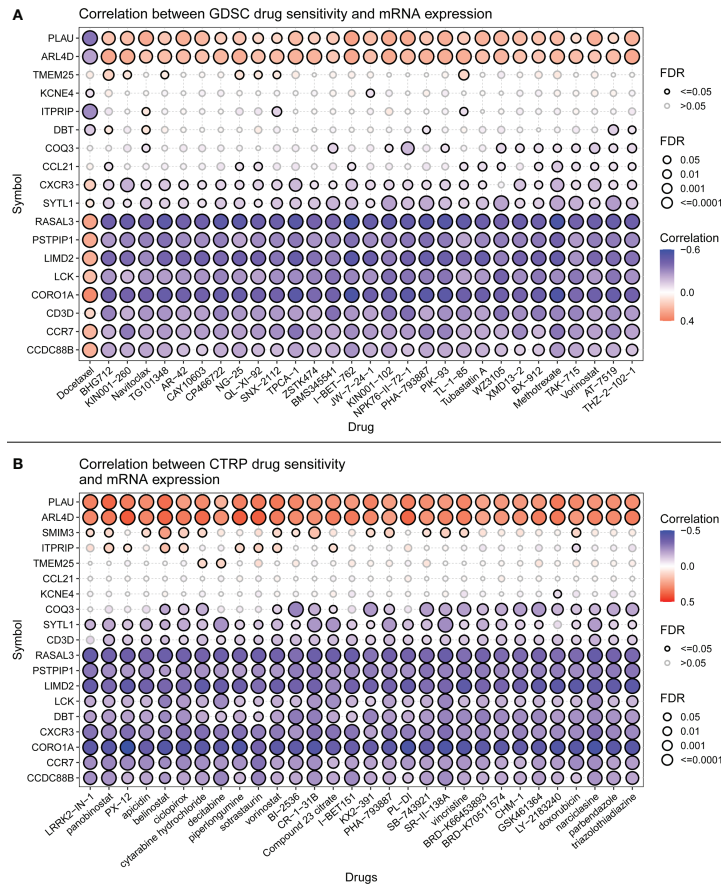 A
Correlation between GDSC drug sensitivity and mRNA expression
PLAU
ARL4D
TMEM25
KCNE4
ITPRIP
DBT
COQ3
CCL21
CXCR3
SYTL1
RASAL3
PSTPIP1
LIMD2
LCK
CORO1A
CD3D
CCR7
CCDC88B
Symbol
Docetaxel
BHG712
KIN001-260
Navitoclax
TG101348
AR-42
CAY10603
CP466722
NG-25
QL-XI-92
SNX-2112
TPCA-1
ZSTK474
BMS345541
I-BET-762
JW-7-24-1
KIN001-102
NPK76-II-72-1
PHA-793887
PIK-93
TL-1-85
Tubastatin A
WZ3105
XMD13-2
BX-912
Methotrexate
TAK-715
Vorinostat
AT-7519
THZ-2-102-1
Drug
FDR
<=0.05
>0.05
FDR
0.05
0.01
0.001
<=0.0001
Correlation
-0.6
0.0
0.4
B
Correlation between CTRP drug sensitivity
and mRNA expression
PLAU
ARL4D
SMIM3
ITPRIP
TMEM25
CCL21
KCNE4
COQ3
SYTL1
CD3D
RASAL3
PSTPIP1
LIMD2
LCK
DBT
CXCR3
CORO1A
CCR7
CCDC88B
Symbol
LRRK2-IN-1
panobinostat
PX-12
apicidin
belinostat
ciclopirox
cytarabine hydrochloride
decitabine
piperlongumine
sotrastaurin
vorinostat
BI-2536
CR-1-31B
Compound 23 citrate
I-BET151
KX2-391
PHA-793887
PL-DI
SB-743921
SR-II-138A
vincristine
BRD-K66453893
BRD-K70511574
CHM-1
GSK461364
LY-2183240
doxorubicin
narciclasine
parbendazole
triazolothiadiazine
Drugs
Correlation
-0.5
0.0
0.5
FDR
<=0.05
>0.05
FDR
0.05
0.01
0.001
<=0.0001